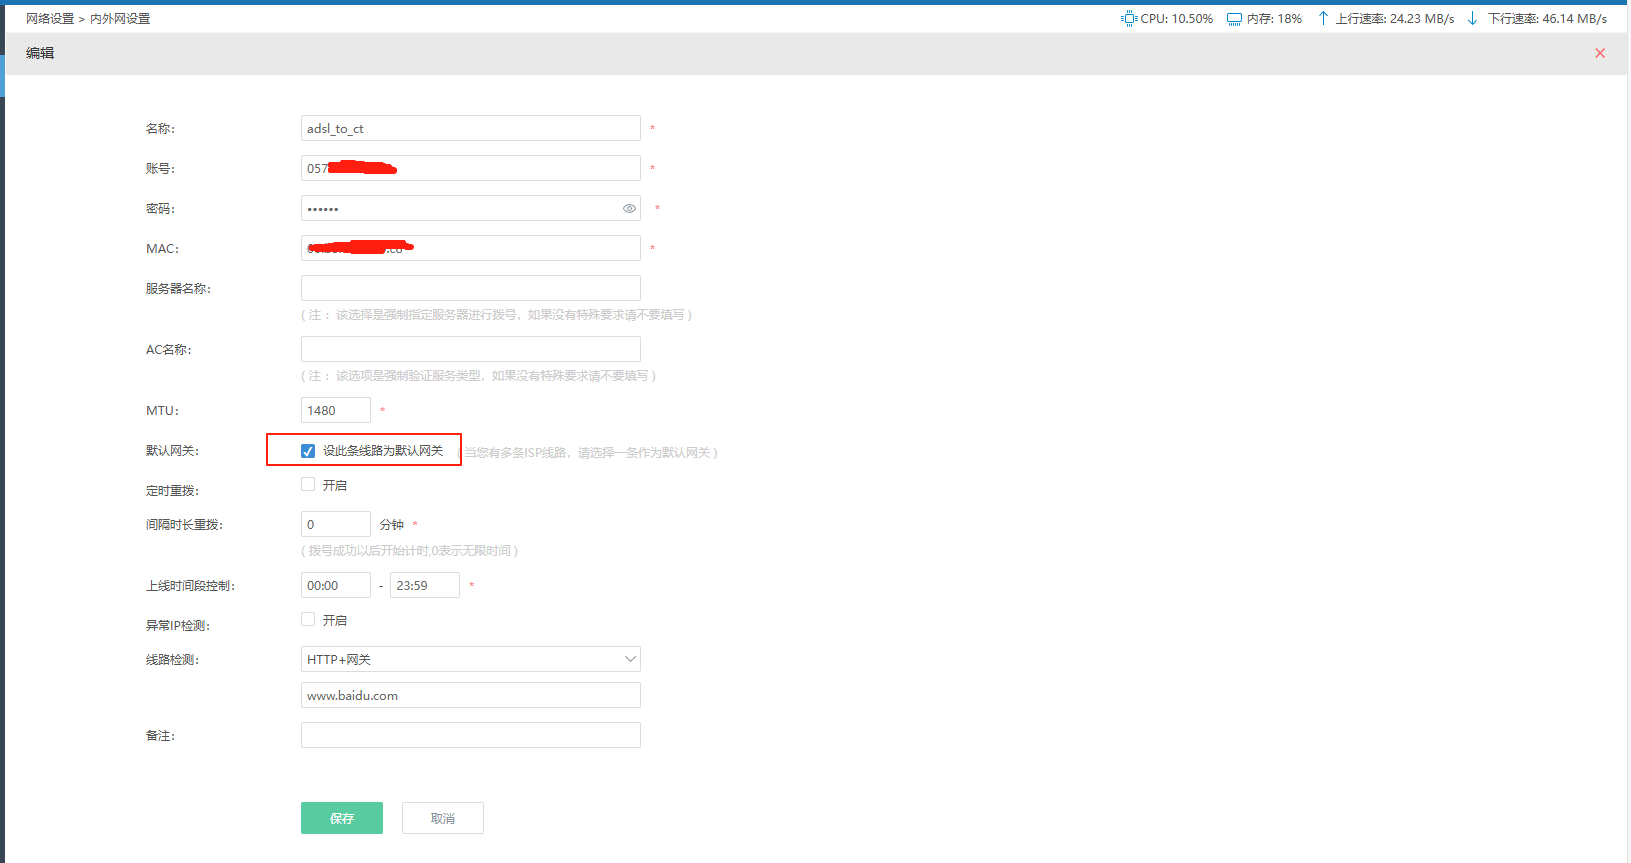 网络设置 > 内外网设置
CPU: 10.50% 内存: 18% 上行速率: 24.23 MB/s 下行速率: 46.14 MB/s
编辑
名称: adsl_to_ct *
账号: 057 *
密码: •••••• *
MAC: *
服务器名称:
( 注： 该选择是强制指定服务器进行拨号，如果没有特殊要求请不要填写 )
AC名称:
( 注： 该选项是强制验证服务类型，如果没有特殊要求请不要填写 )
MTU: 1480 *
默认网关: 设此条线路为默认网关 ( 当您有多条ISP线路，请选择一条作为默认网关 )
定时重拨: 开启
间隔时长重拨: 0 分钟 *
( 拨号成功以后开始计时,0表示无限时间 )
上线时间段控制: 00:00 - 23:59 *
异常IP检测: 开启
线路检测: HTTP+网关
www.baidu.com
备注:
保存 取消